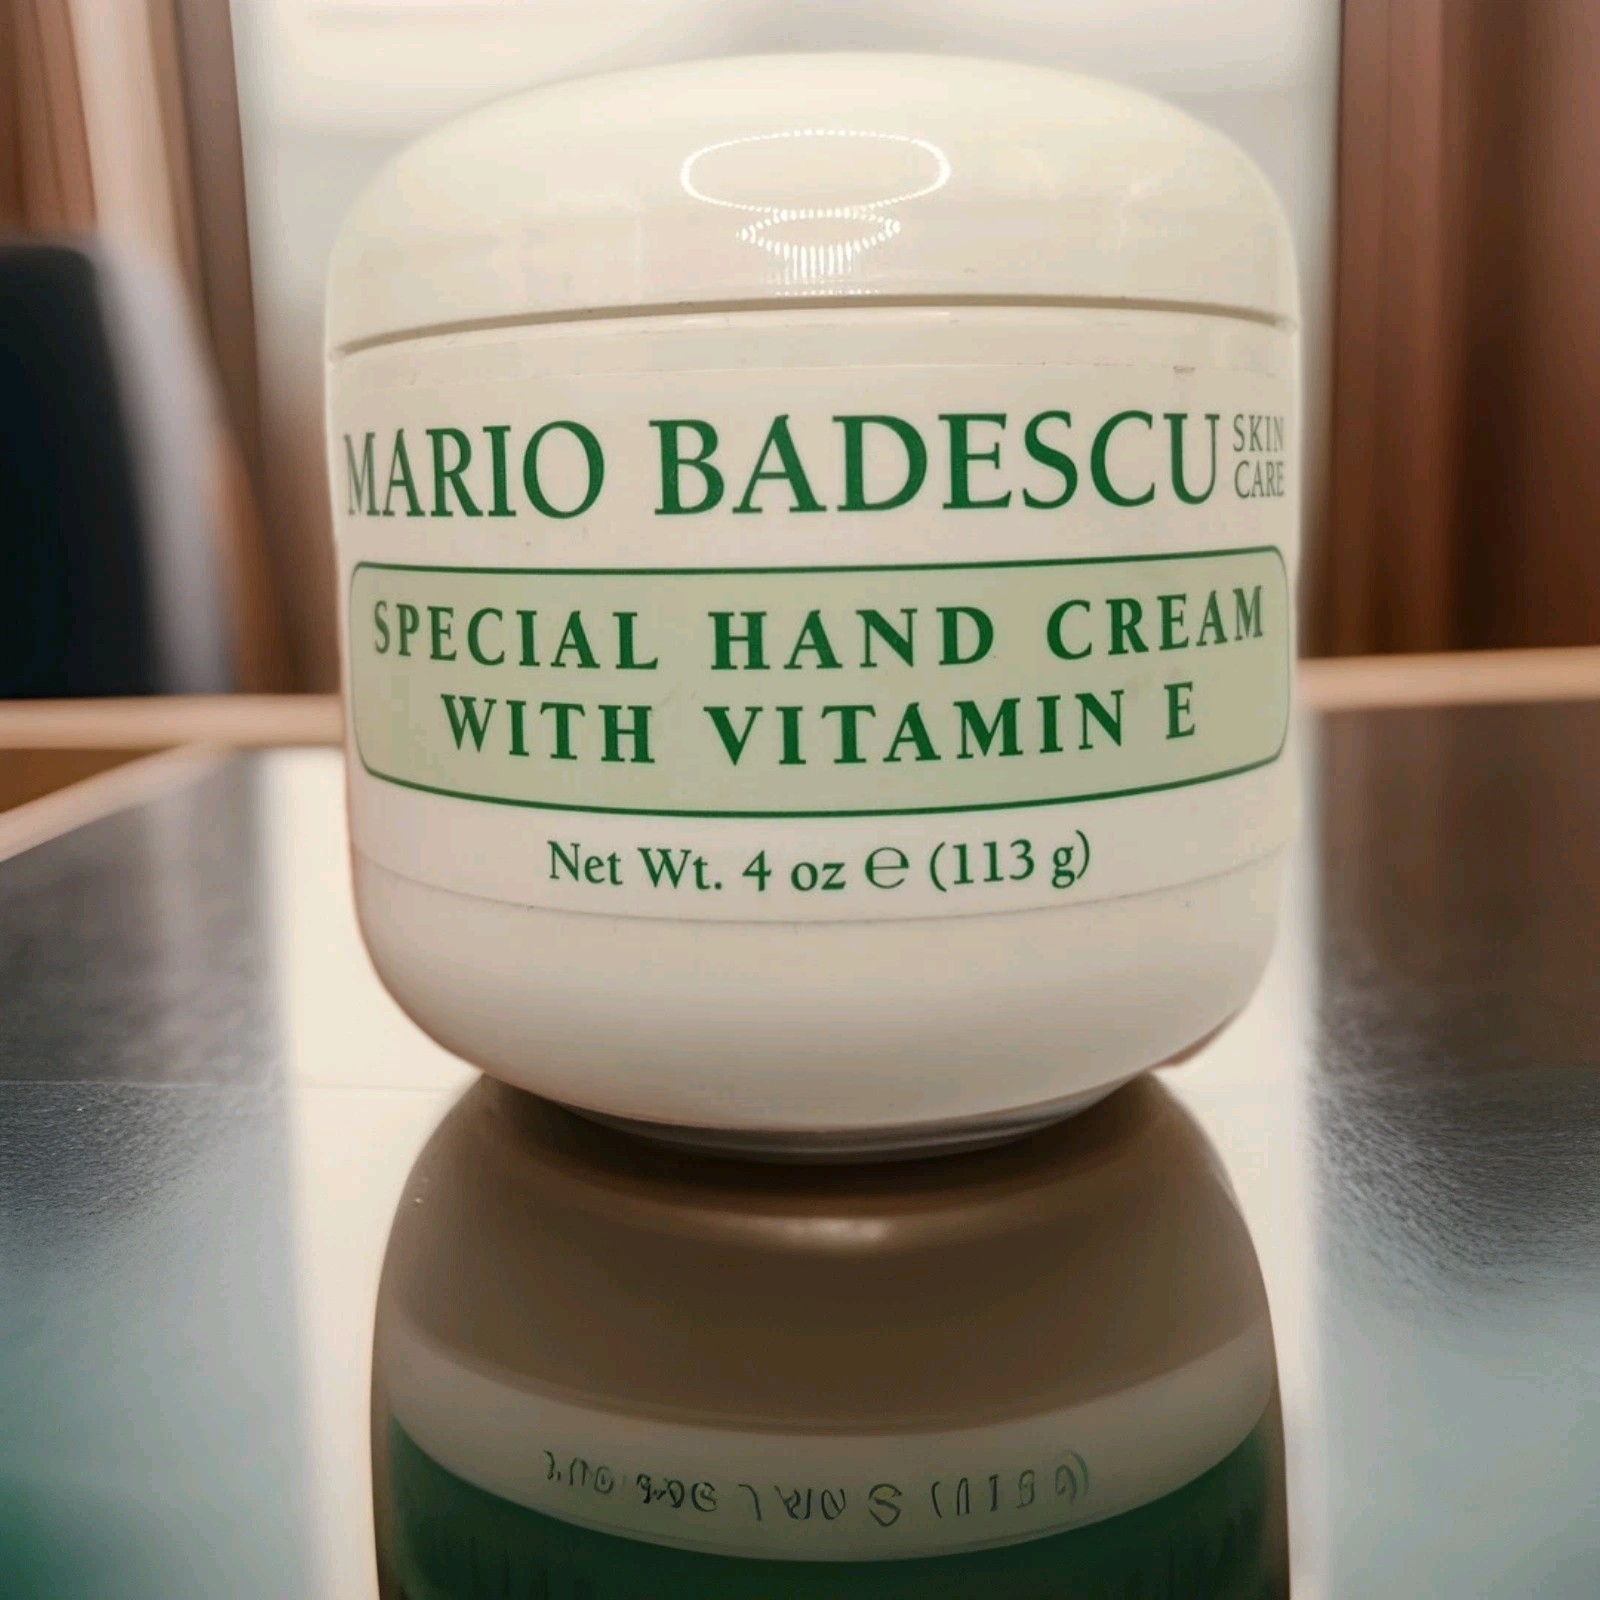 MARIO BADESCU SKIN CARE
SPECIAL HAND CREAM
WITH VITAMIN E
Net Wt. 4 oz ℮ (113 g)